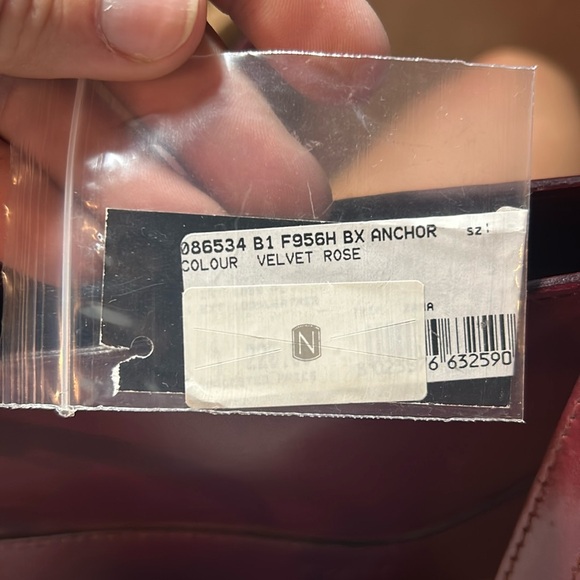 086534 B1 F956H BX ANCHOR SZ:
COLOUR VELVET ROSE
A
N
6 632590